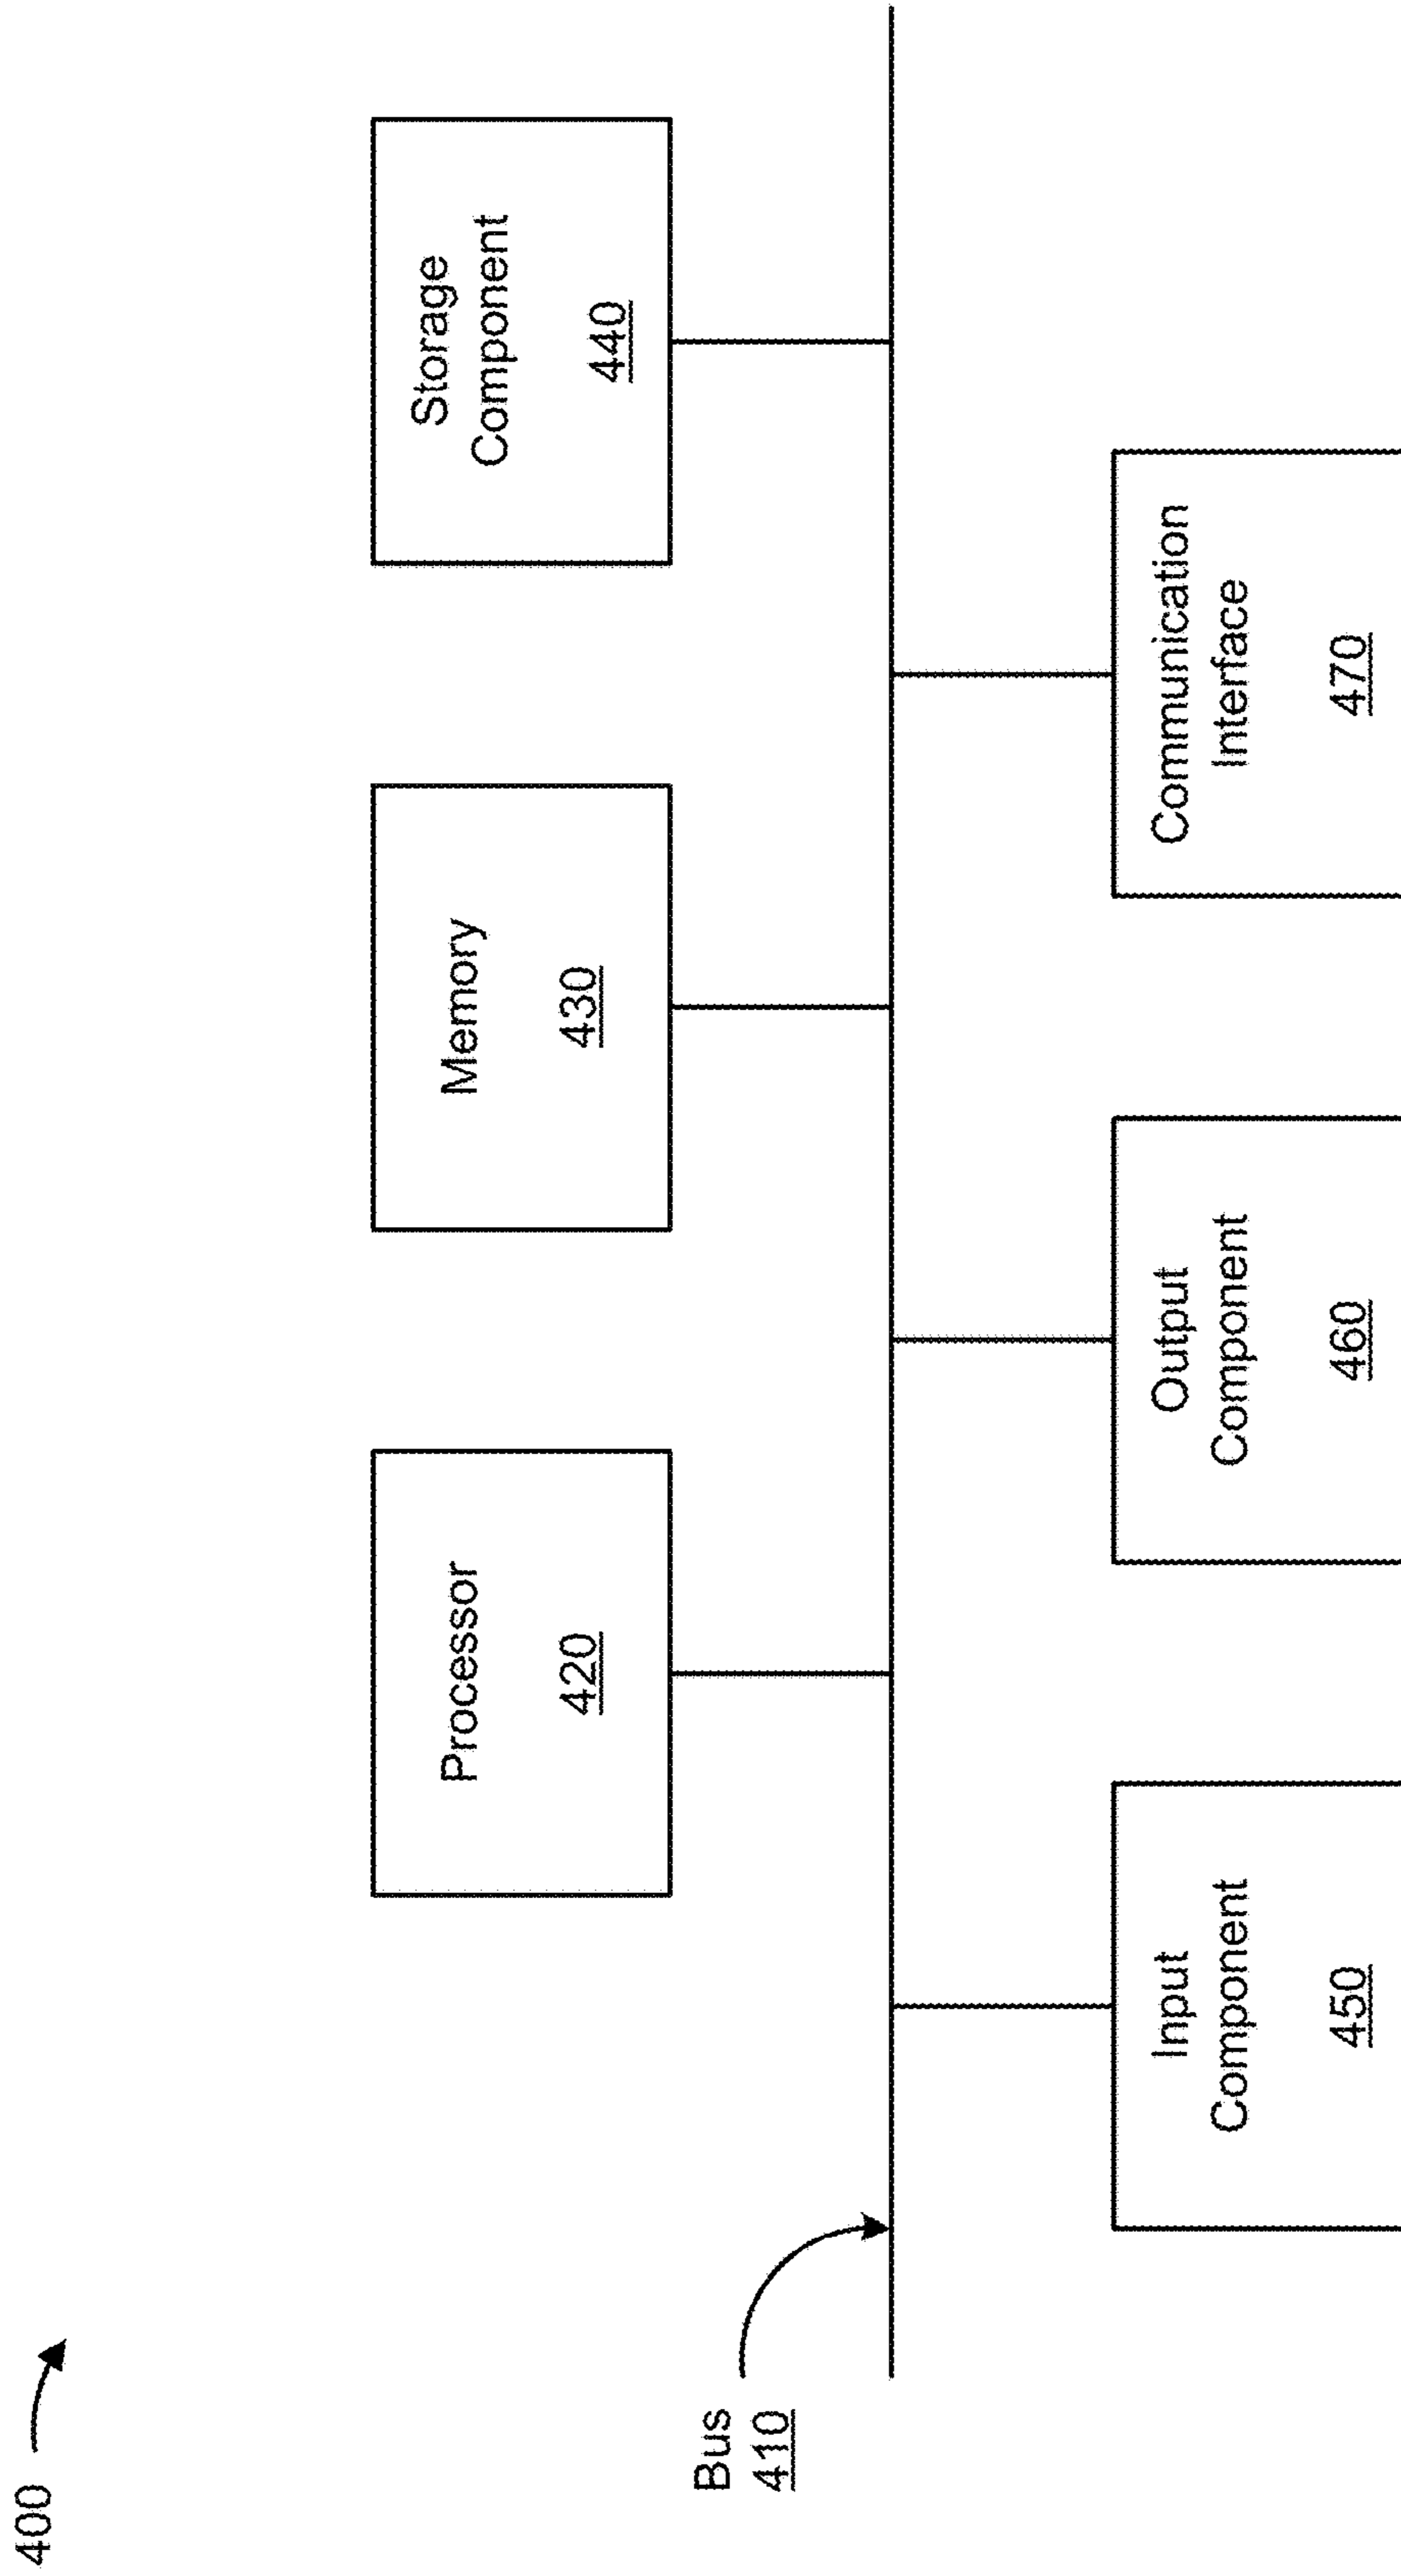 400
Processor
420
Memory
430
Storage
Component
440
Bus
410
Input
Component
450
Output
Component
460
Communication
Interface
470